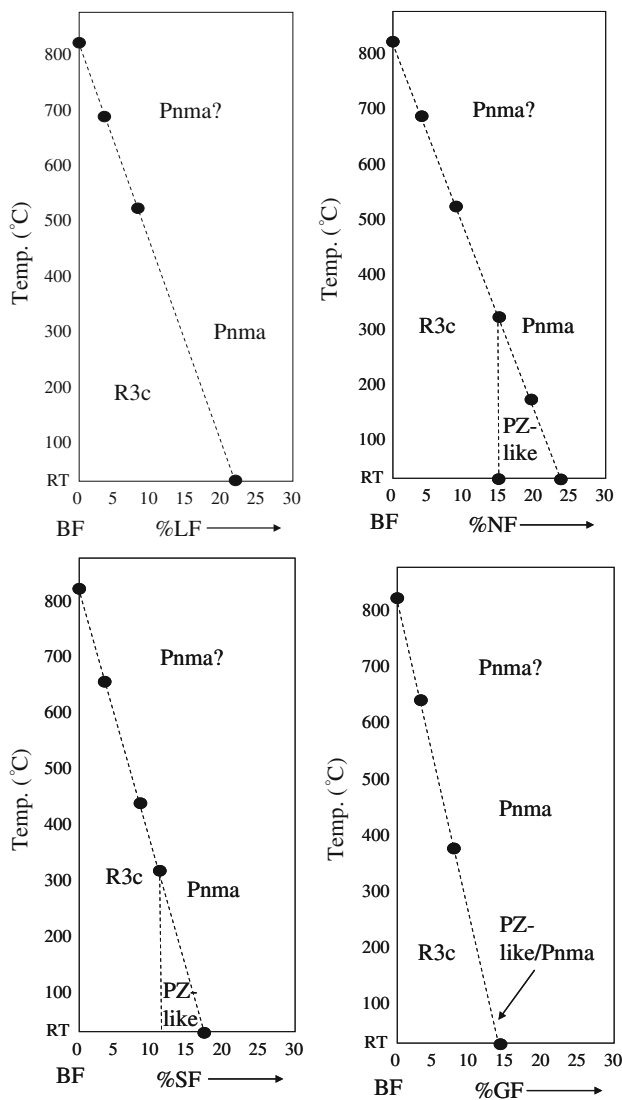 800
700
600
500
400
300
200
100
RT
Temp. (°C)
Pnma?
Pnma
R3c
0 5 10 15 20 25 30
BF %LF
800
700
600
500
400
300
200
100
RT
Temp. (°C)
Pnma?
R3c Pnma
PZ-
like
0 5 10 15 20 25 30
BF %NF
800
700
600
500
400
300
200
100
RT
Temp. (°C)
Pnma?
R3c Pnma
PZ-
like
0 5 10 15 20 25 30
BF %SF
800
700
600
500
400
300
200
100
RT
Temp. (°C)
Pnma?
Pnma
PZ-
R3c like/Pnma
0 5 10 15 20 25 30
BF %GF